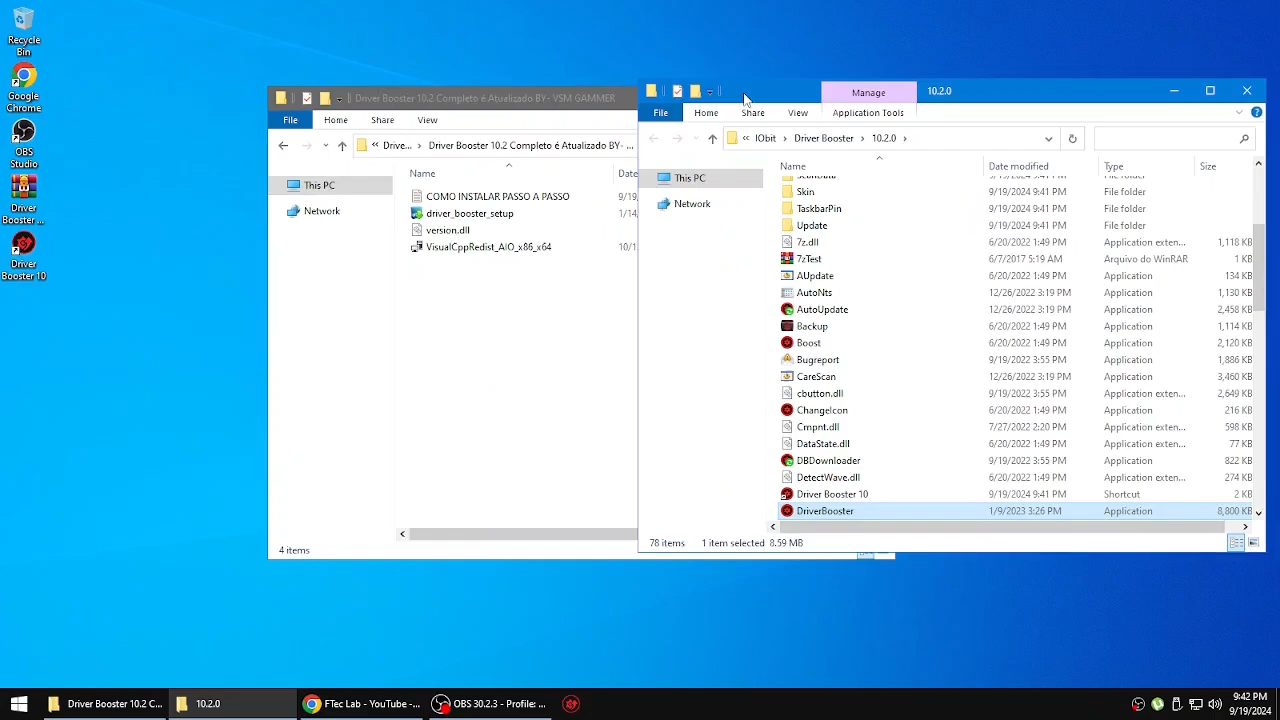 Recycle
Bin
Google
Chrome
OBS
Studio
Driver
Booster ...
Driver
Booster 10
Driver Booster 10.2 Completo é Atualizado BY- VSM GAMMER
File Home Share View
« Drive... › Driver Booster 10.2 Completo é Atualizado BY- ...
Name Date
This PC
Network
COMO INSTALAR PASSO A PASSO 9/19,
driver_booster_setup 1/14,
version.dll
VisualCppRedist_AIO_x86_x64 10/1
4 items
Manage 10.2.0
File Home Share View Application Tools
« IObit › Driver Booster › 10.2.0 ›
This PC
Network
Name Date modified Type Size
ScanData 9/19/2024 9:41 PM File folder
Skin 9/19/2024 9:41 PM File folder
TaskbarPin 9/19/2024 9:41 PM File folder
Update 9/19/2024 9:41 PM File folder
7z.dll 6/20/2022 1:49 PM Application exten... 1,118 KB
7zTest 6/7/2017 5:19 AM Arquivo do WinRAR 1 KB
AUpdate 6/20/2022 1:49 PM Application 134 KB
AutoNts 12/26/2022 3:19 PM Application 1,130 KB
AutoUpdate 12/26/2022 3:19 PM Application 2,458 KB
Backup 6/20/2022 1:49 PM Application 1,114 KB
Boost 6/20/2022 1:49 PM Application 2,120 KB
Bugreport 9/19/2022 3:55 PM Application 1,886 KB
CareScan 12/26/2022 3:19 PM Application 3,460 KB
cbutton.dll 9/19/2022 3:55 PM Application exten... 2,649 KB
ChangeIcon 6/20/2022 1:49 PM Application 216 KB
Cmpnt.dll 7/27/2022 2:20 PM Application exten... 598 KB
DataState.dll 6/20/2022 1:49 PM Application exten... 77 KB
DBDownloader 9/19/2022 3:55 PM Application 822 KB
DetectWave.dll 6/20/2022 1:49 PM Application exten... 274 KB
Driver Booster 10 9/19/2024 9:41 PM Shortcut 2 KB
DriverBooster 1/9/2023 3:26 PM Application 8,800 KB
78 items 1 item selected 8.59 MB
Driver Booster 10.2 C... 10.2.0 FTec Lab - YouTube -... OBS 30.2.3 - Profile: ...
9:42 PM
9/19/2024